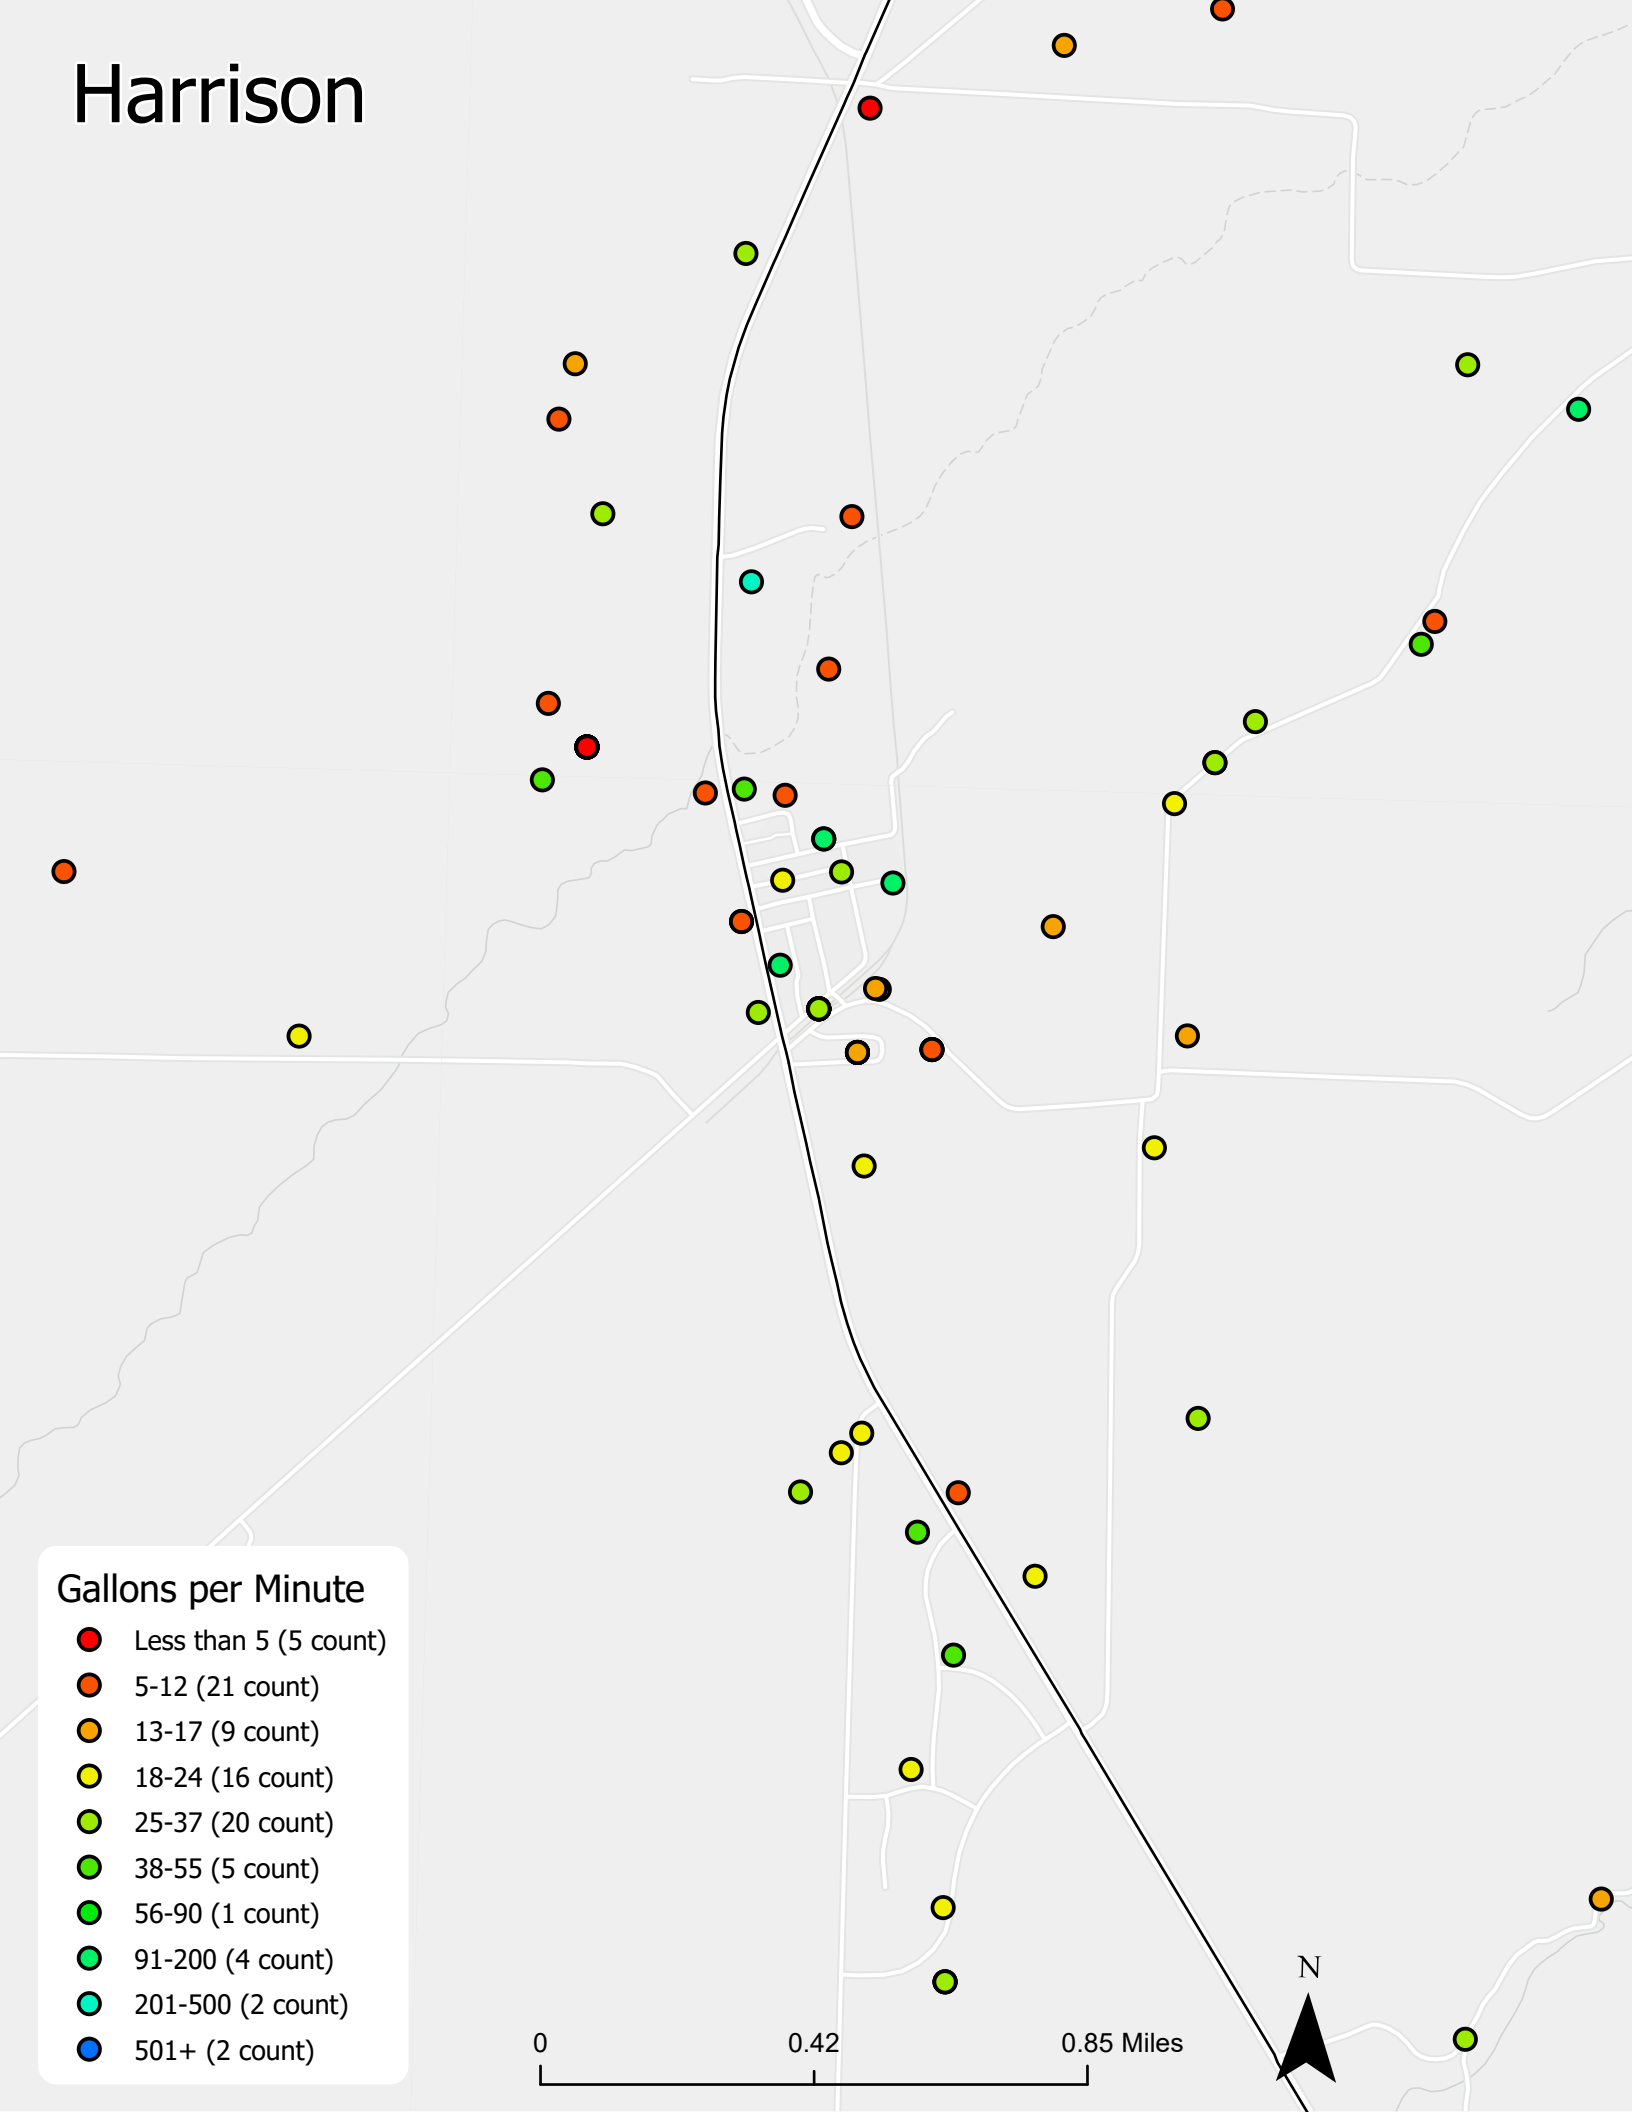 Harrison
Gallons per Minute
Less than 5 (5 count)
5-12 (21 count)
13-17 (9 count)
18-24 (16 count)
25-37 (20 count)
38-55 (5 count)
56-90 (1 count)
91-200 (4 count)
201-500 (2 count)
501+ (2 count)
0 0.42 0.85 Miles
N